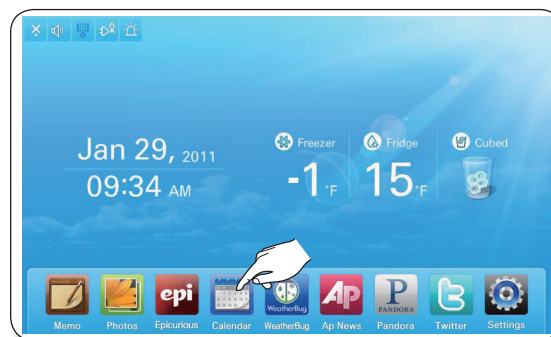 Jan 29, 2011
09:34 AM
Freezer
-1 °F
Fridge
15 °F
Cubed
epi
WeatherBug
AP
P
PANDORA
Memo
Photos
Epicurious
Calendar
WeatherBug
Ap News
Pandora
Twitter
Settings